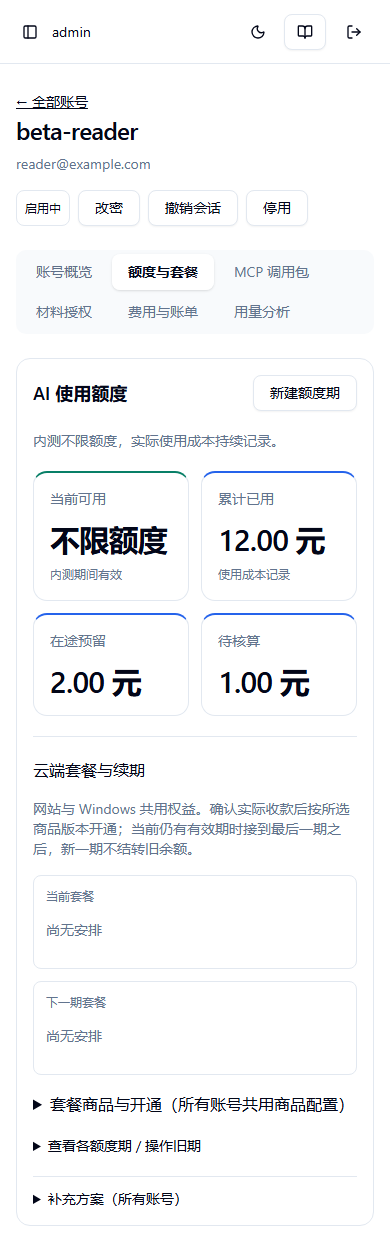 admin
← 全部账号
beta-reader
reader@example.com
启用中 改密 撤销会话 停用
账号概览 额度与套餐 MCP 调用包
材料授权 费用与账单 用量分析
AI 使用额度 新建额度期
内测不限额度，实际使用成本持续记录。
当前可用 累计已用
不限额度 12.00 元
内测期间有效 使用成本记录
在途预留 待核算
2.00 元 1.00 元
云端套餐与续期
网站与 Windows 共用权益。确认实际收款后按所选
商品版本开通；当前仍有有效期时接到最后一期之
后，新一期不结转旧余额。
当前套餐
尚无安排
下一期套餐
尚无安排
套餐商品与开通（所有账号共用商品配置）
查看各额度期 / 操作旧期
补充方案（所有账号）